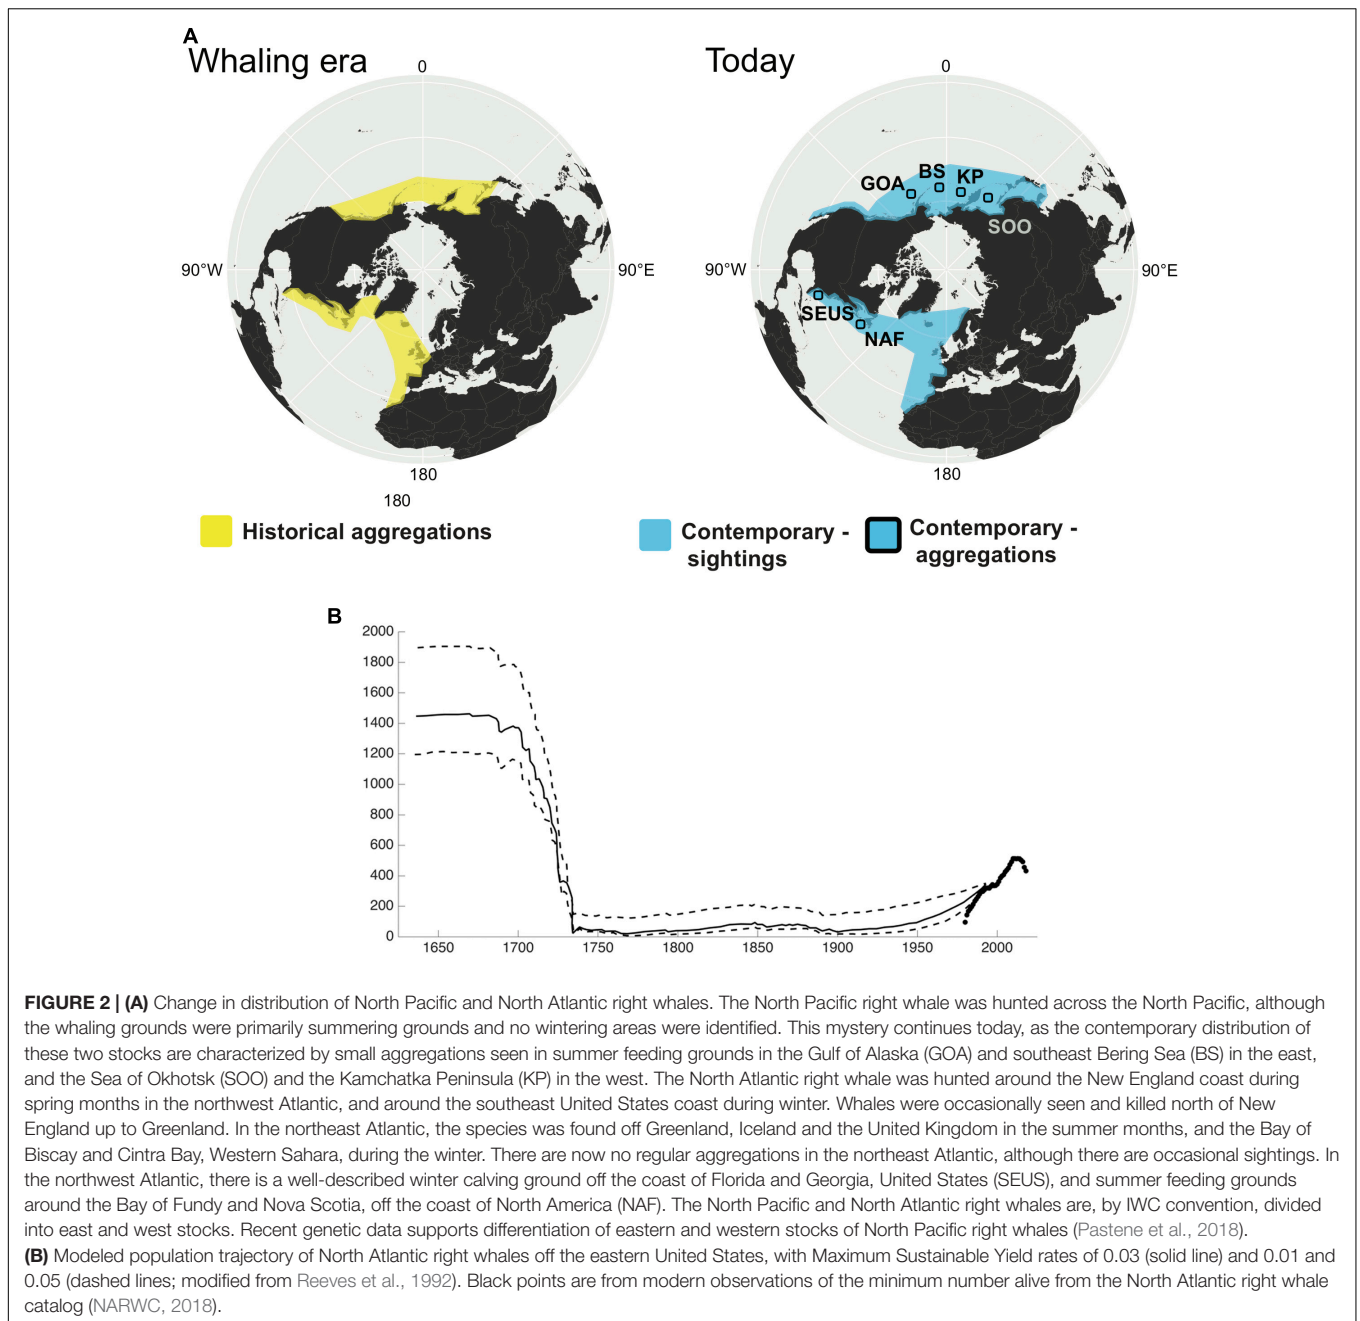 A
Whaling era
Today
0
0
GOA
BS
KP
SOO
90°W
90°E
90°W
90°E
SEUS
NAF
180
180
180
Historical aggregations
Contemporary -
sightings
Contemporary -
aggregations
B
2000
1800
1600
1400
1200
1000
800
600
400
200
0
1650
1700
1750
1800
1850
1900
1950
2000
FIGURE 2 | (A) Change in distribution of North Pacific and North Atlantic right whales. The North Pacific right whale was hunted across the North Pacific, although
the whaling grounds were primarily summering grounds and no wintering areas were identified. This mystery continues today, as the contemporary distribution of
these two stocks are characterized by small aggregations seen in summer feeding grounds in the Gulf of Alaska (GOA) and southeast Bering Sea (BS) in the east,
and the Sea of Okhotsk (SOO) and the Kamchatka Peninsula (KP) in the west. The North Atlantic right whale was hunted around the New England coast during
spring months in the northwest Atlantic, and around the southeast United States coast during winter. Whales were occasionally seen and killed north of New
England up to Greenland. In the northeast Atlantic, the species was found off Greenland, Iceland and the United Kingdom in the summer months, and the Bay of
Biscay and Cintra Bay, Western Sahara, during the winter. There are now no regular aggregations in the northeast Atlantic, although there are occasional sightings. In
the northwest Atlantic, there is a well-described winter calving ground off the coast of Florida and Georgia, United States (SEUS), and summer feeding grounds
around the Bay of Fundy and Nova Scotia, off the coast of North America (NAF). The North Pacific and North Atlantic right whales are, by IWC convention, divided
into east and west stocks. Recent genetic data supports differentiation of eastern and western stocks of North Pacific right whales (Pastene et al., 2018).
(B) Modeled population trajectory of North Atlantic right whales off the eastern United States, with Maximum Sustainable Yield rates of 0.03 (solid line) and 0.01 and
0.05 (dashed lines; modified from Reeves et al., 1992). Black points are from modern observations of the minimum number alive from the North Atlantic right whale
catalog (NARWC, 2018).